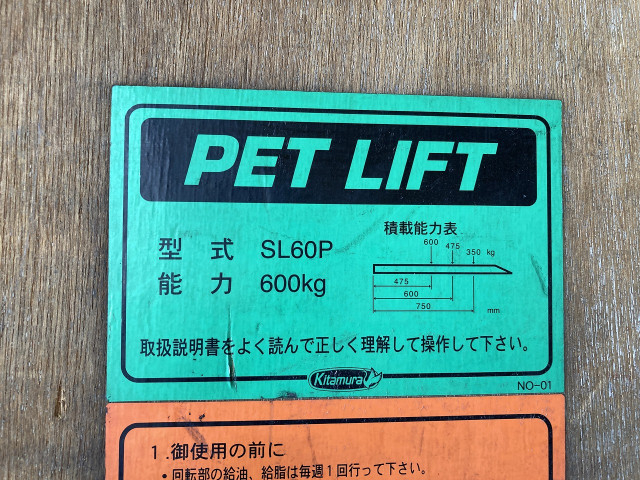 PET LIFT
型 式 SL60P
能 力 600kg
積載能力表
600 475 350 kg
475
600
750 mm
取扱説明書をよく読んで正しく理解して操作して下さい。
Kitamura
NO-01
1.御使用の前に
・回転部の給油、給脂は毎週1回行って下さい。